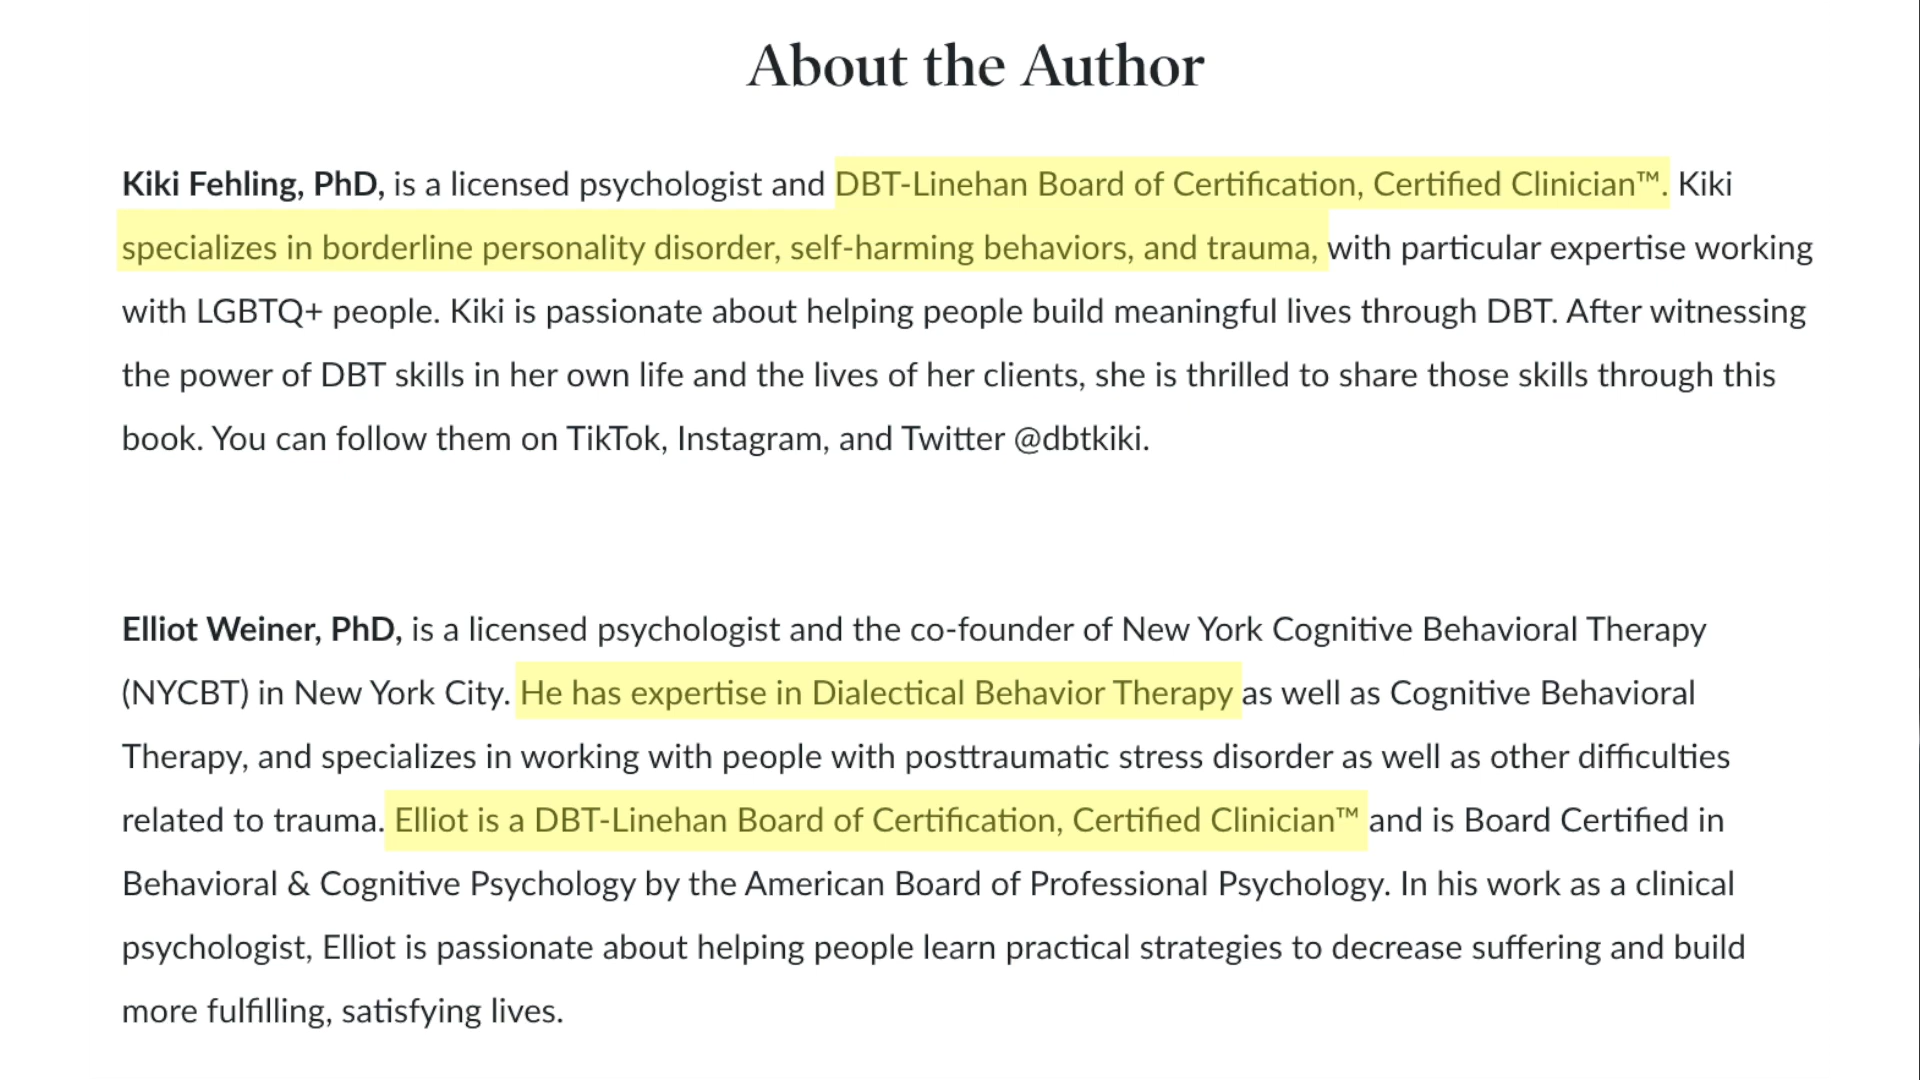 About the Author
Kiki Fehling, PhD, is a licensed psychologist and DBT-Linehan Board of Certification, Certified Clinician™. Kiki
specializes in borderline personality disorder, self-harming behaviors, and trauma, with particular expertise working
with LGBTQ+ people. Kiki is passionate about helping people build meaningful lives through DBT. After witnessing
the power of DBT skills in her own life and the lives of her clients, she is thrilled to share those skills through this
book. You can follow them on TikTok, Instagram, and Twitter @dbtkiki.
Elliot Weiner, PhD, is a licensed psychologist and the co-founder of New York Cognitive Behavioral Therapy
(NYCBT) in New York City. He has expertise in Dialectical Behavior Therapy as well as Cognitive Behavioral
Therapy, and specializes in working with people with posttraumatic stress disorder as well as other difficulties
related to trauma. Elliot is a DBT-Linehan Board of Certification, Certified Clinician™ and is Board Certified in
Behavioral & Cognitive Psychology by the American Board of Professional Psychology. In his work as a clinical
psychologist, Elliot is passionate about helping people learn practical strategies to decrease suffering and build
more fulfilling, satisfying lives.